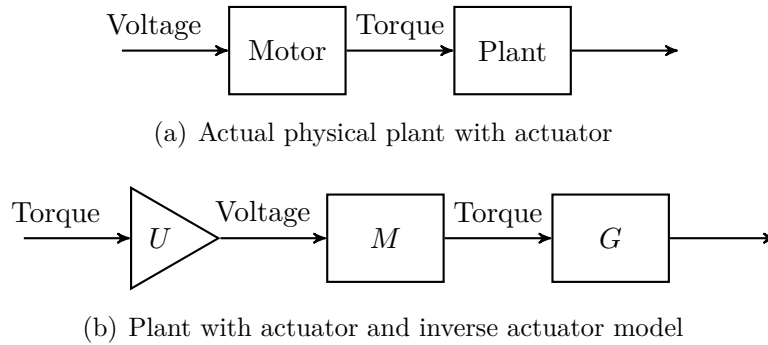 Voltage
Motor
Torque
Plant
(a) Actual physical plant with actuator
Torque
U
Voltage
M
Torque
G
(b) Plant with actuator and inverse actuator model